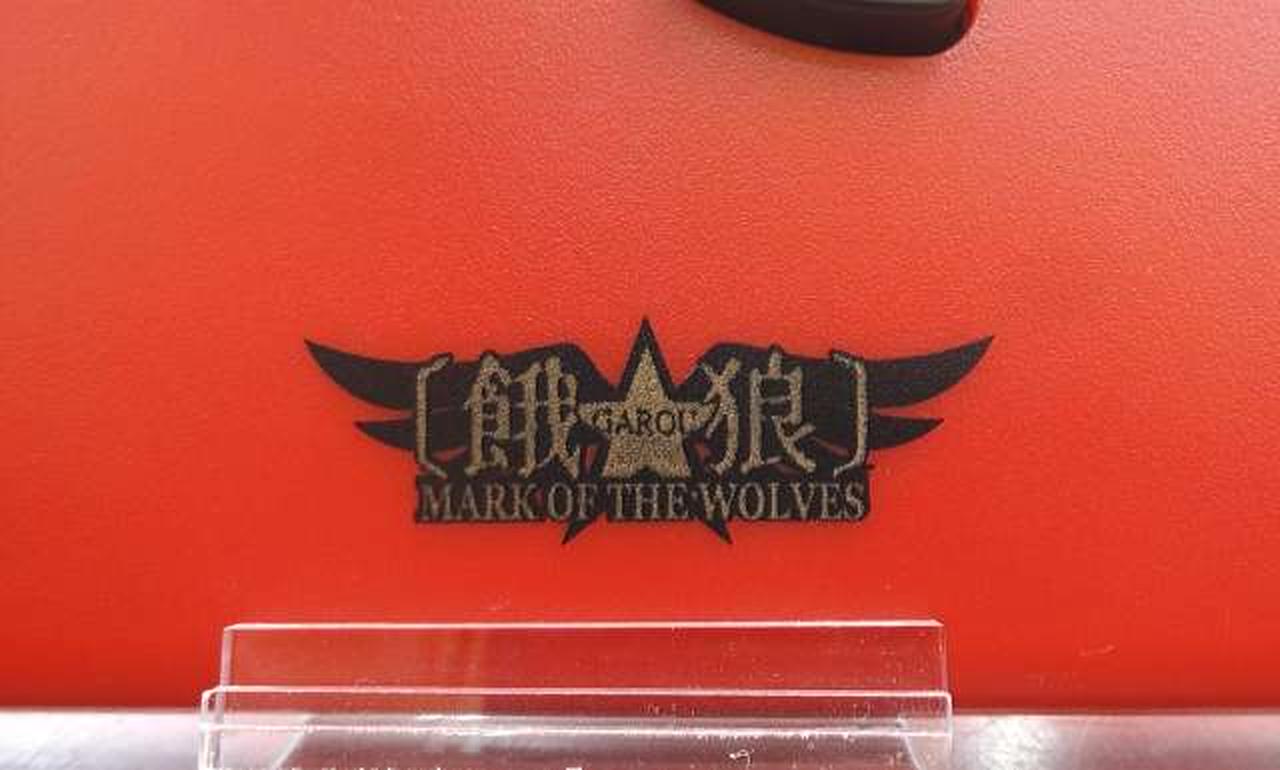 [餓 GAROU 狼]
MARK OF THE WOLVES